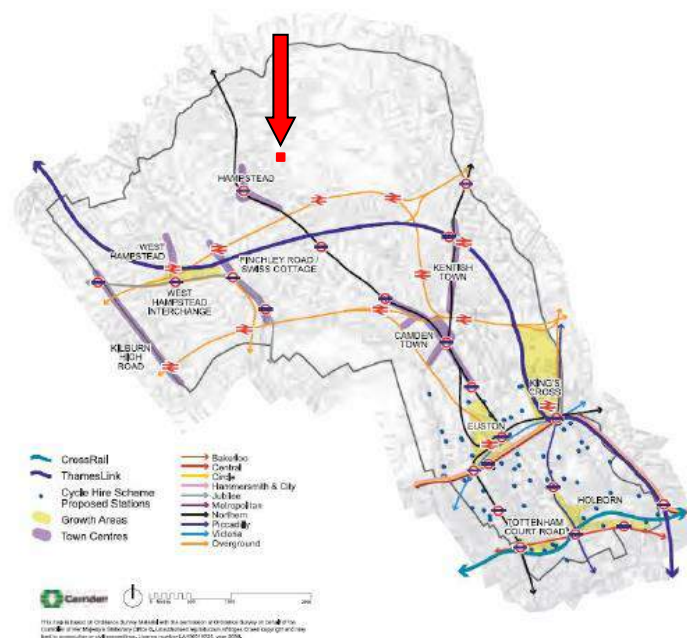 HAMPSTEAD
WEST
HAMPSTEAD
FINCHLEY ROAD /
SWISS COTTAGE
WEST
HAMPSTEAD
INTERCHANGE
KENTISH
TOWN
KILBURN
HIGH
ROAD
CAMDEN
TOWN
KING'S
CROSS
EUSTON
HOLBORN
TOTTENHAM
COURT ROAD
CrossRail
ThamesLink
Cycle Hire Scheme
Proposed Stations
Growth Areas
Town Centres
Bakerloo
Central
Circle
Hammersmith & City
Jubilee
Metropolitan
Northern
Piccadilly
Victoria
Overground
Camden